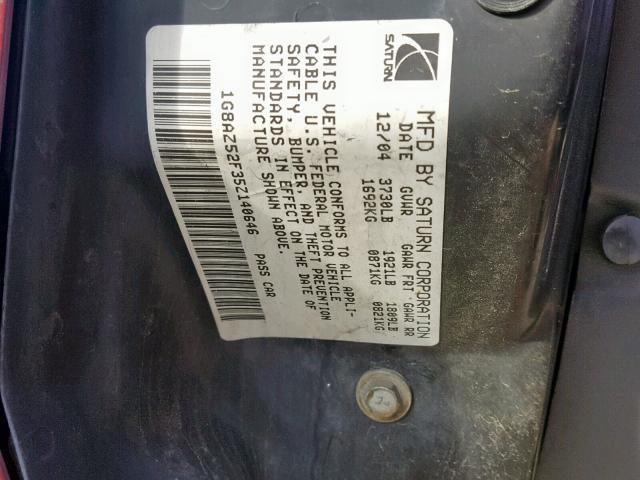 SATURN
MFD BY SATURN CORPORATION
DATE GVWR GAWR FRT GAWR RR
12/04 3730LB 1921LB 1809LB
1692KG 0871KG 0821KG
THIS VEHICLE CONFORMS TO ALL APPLI-
CABLE U.S. FEDERAL MOTOR VEHICLE
SAFETY, BUMPER, AND THEFT PREVENTION
STANDARDS IN EFFECT ON THE DATE OF
MANUFACTURE SHOWN ABOVE.
1G8AZ52F35Z140646 PASS CAR